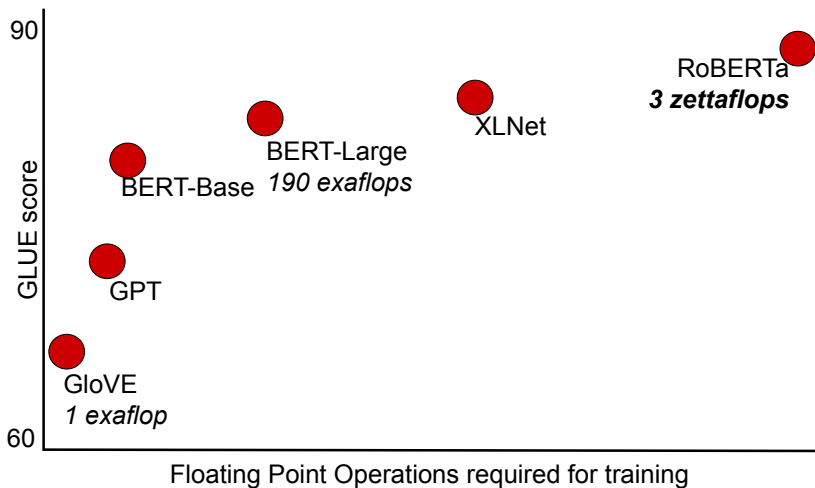 90
RoBERTa
3 zettaflops
XLNet
BERT-Large
190 exaflops
BERT-Base
GLUE score
GPT
GloVE
1 exaflop
60
Floating Point Operations required for training